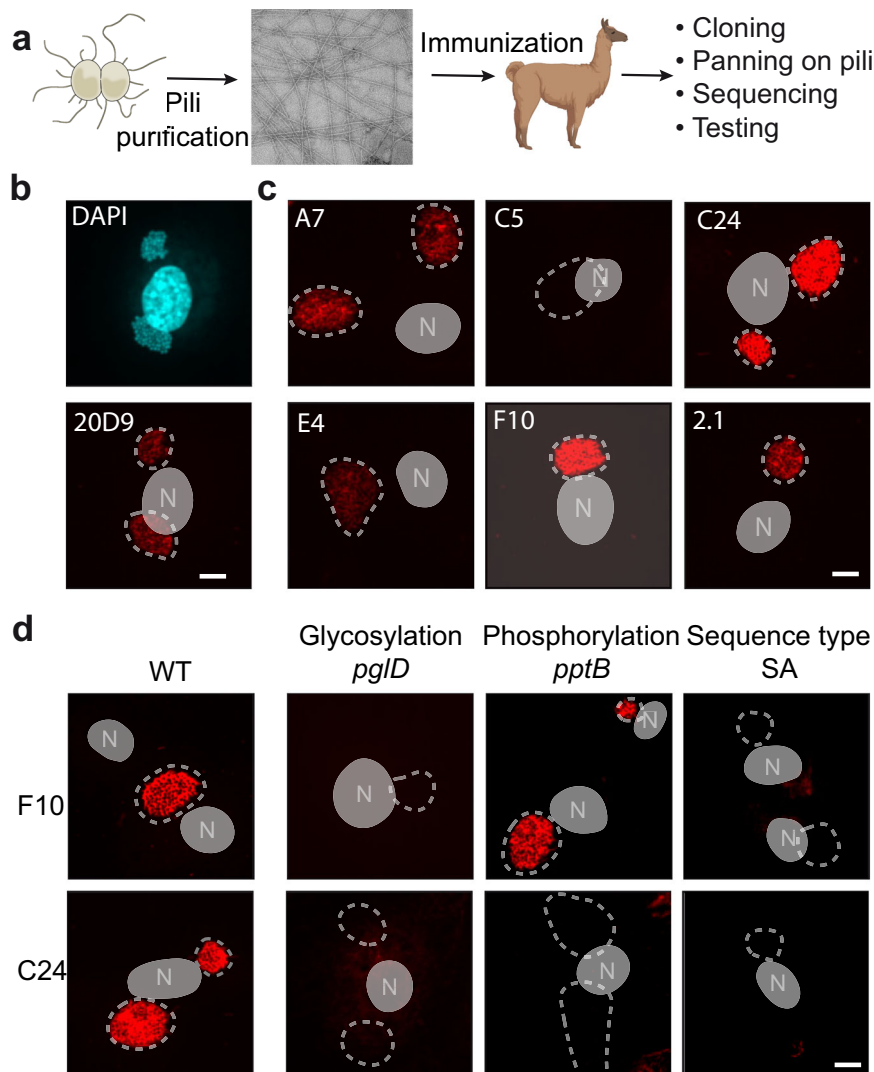 a
Pili
purification
Immunization
• Cloning
• Panning on pili
• Sequencing
• Testing
b
c
DAPI
A7
N
C5
N
C24
N
20D9
N
E4
N
F10
N
2.1
N
d
WT
Glycosylation
pglD
Phosphorylation
pptB
Sequence type
SA
F10
N
N
N
N
N
N
N
C24
N
N
N
N